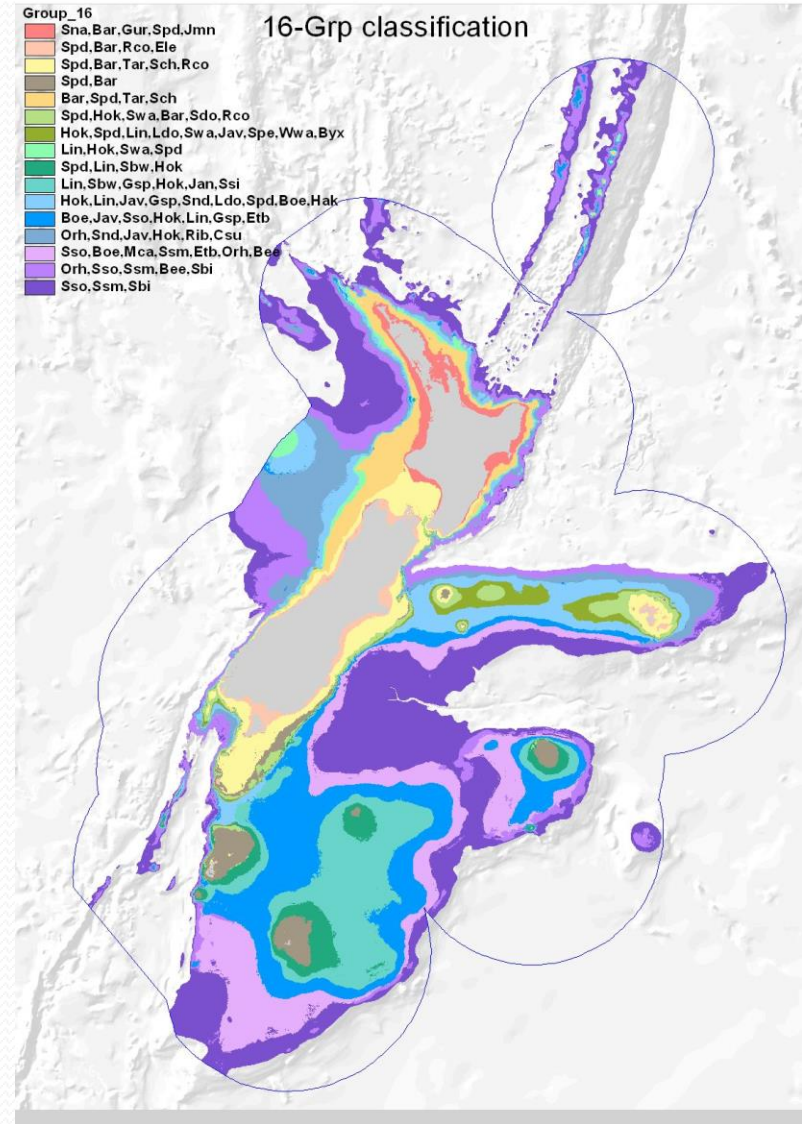 16-Grp classification
Group_16
Sna,Bar,Gur,Spd,Jmn
Spd,Bar,Rco,Ele
Spd,Bar,Tar,Sch,Rco
Spd,Bar
Bar,Spd,Tar,Sch
Spd,Hok,Swa,Bar,Sdo,Rco
Hok,Spd,Lin,Ldo,Swa,Jav,Spe,Wwa,Byx
Lin,Hok,Swa,Spd
Spd,Lin,Sbw,Hok
Lin,Sbw,Gsp,Hok,Jan,Ssi
Hok,Lin,Jav,Gsp,Snd,Ldo,Spd,Boe,Hak
Boe,Jav,Sso,Hok,Lin,Gsp,Etb
Orh,Snd,Jav,Hok,Rib,Csu
Sso,Boe,Mca,Ssm,Etb,Orh,Bee
Orh,Sso,Ssm,Bee,Sbi
Sso,Ssm,Sbi